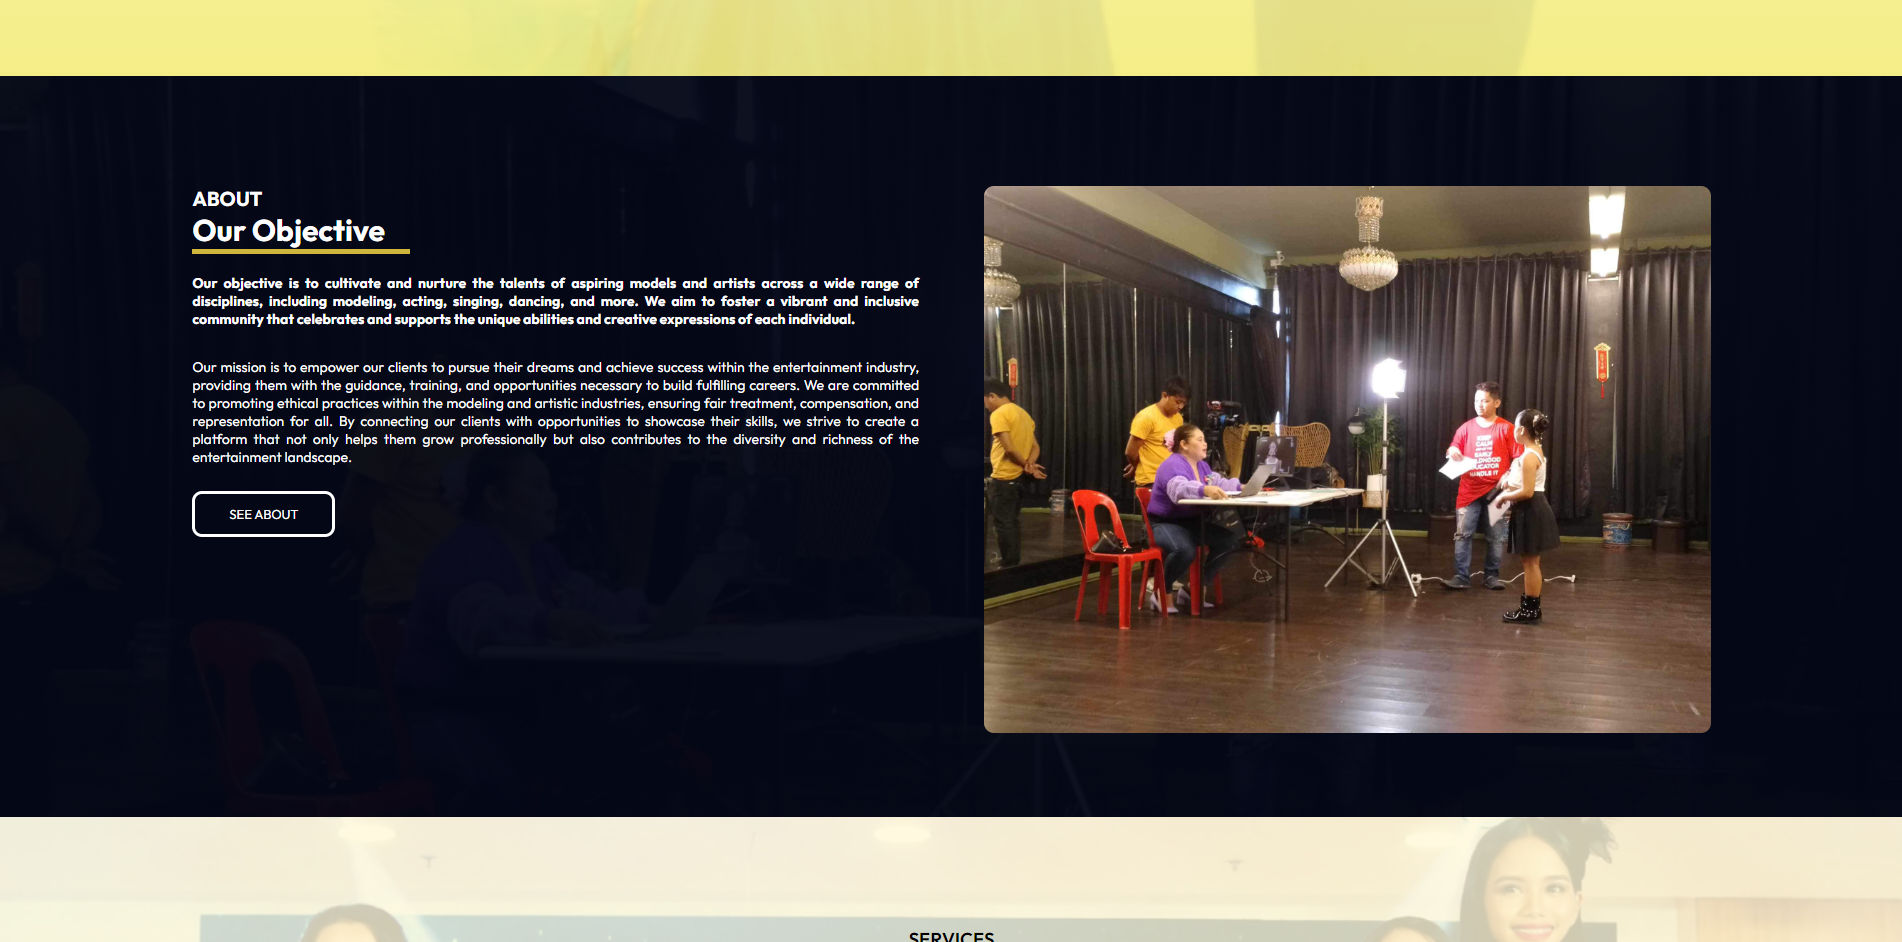 ABOUT
Our Objective
Our objective is to cultivate and nurture the talents of aspiring models and artists across a wide range of
disciplines, including modeling, acting, singing, dancing, and more. We aim to foster a vibrant and inclusive
community that celebrates and supports the unique abilities and creative expressions of each individual.
Our mission is to empower our clients to pursue their dreams and achieve success within the entertainment industry,
providing them with the guidance, training, and opportunities necessary to build fulfilling careers. We are committed
to promoting ethical practices within the modeling and artistic industries, ensuring fair treatment, compensation, and
representation for all. By connecting our clients with opportunities to showcase their skills, we strive to create a
platform that not only helps them grow professionally but also contributes to the diversity and richness of the
entertainment landscape.
SEE ABOUT
KEEP
CALM
EARLY
HANDLE IT
SERVICES